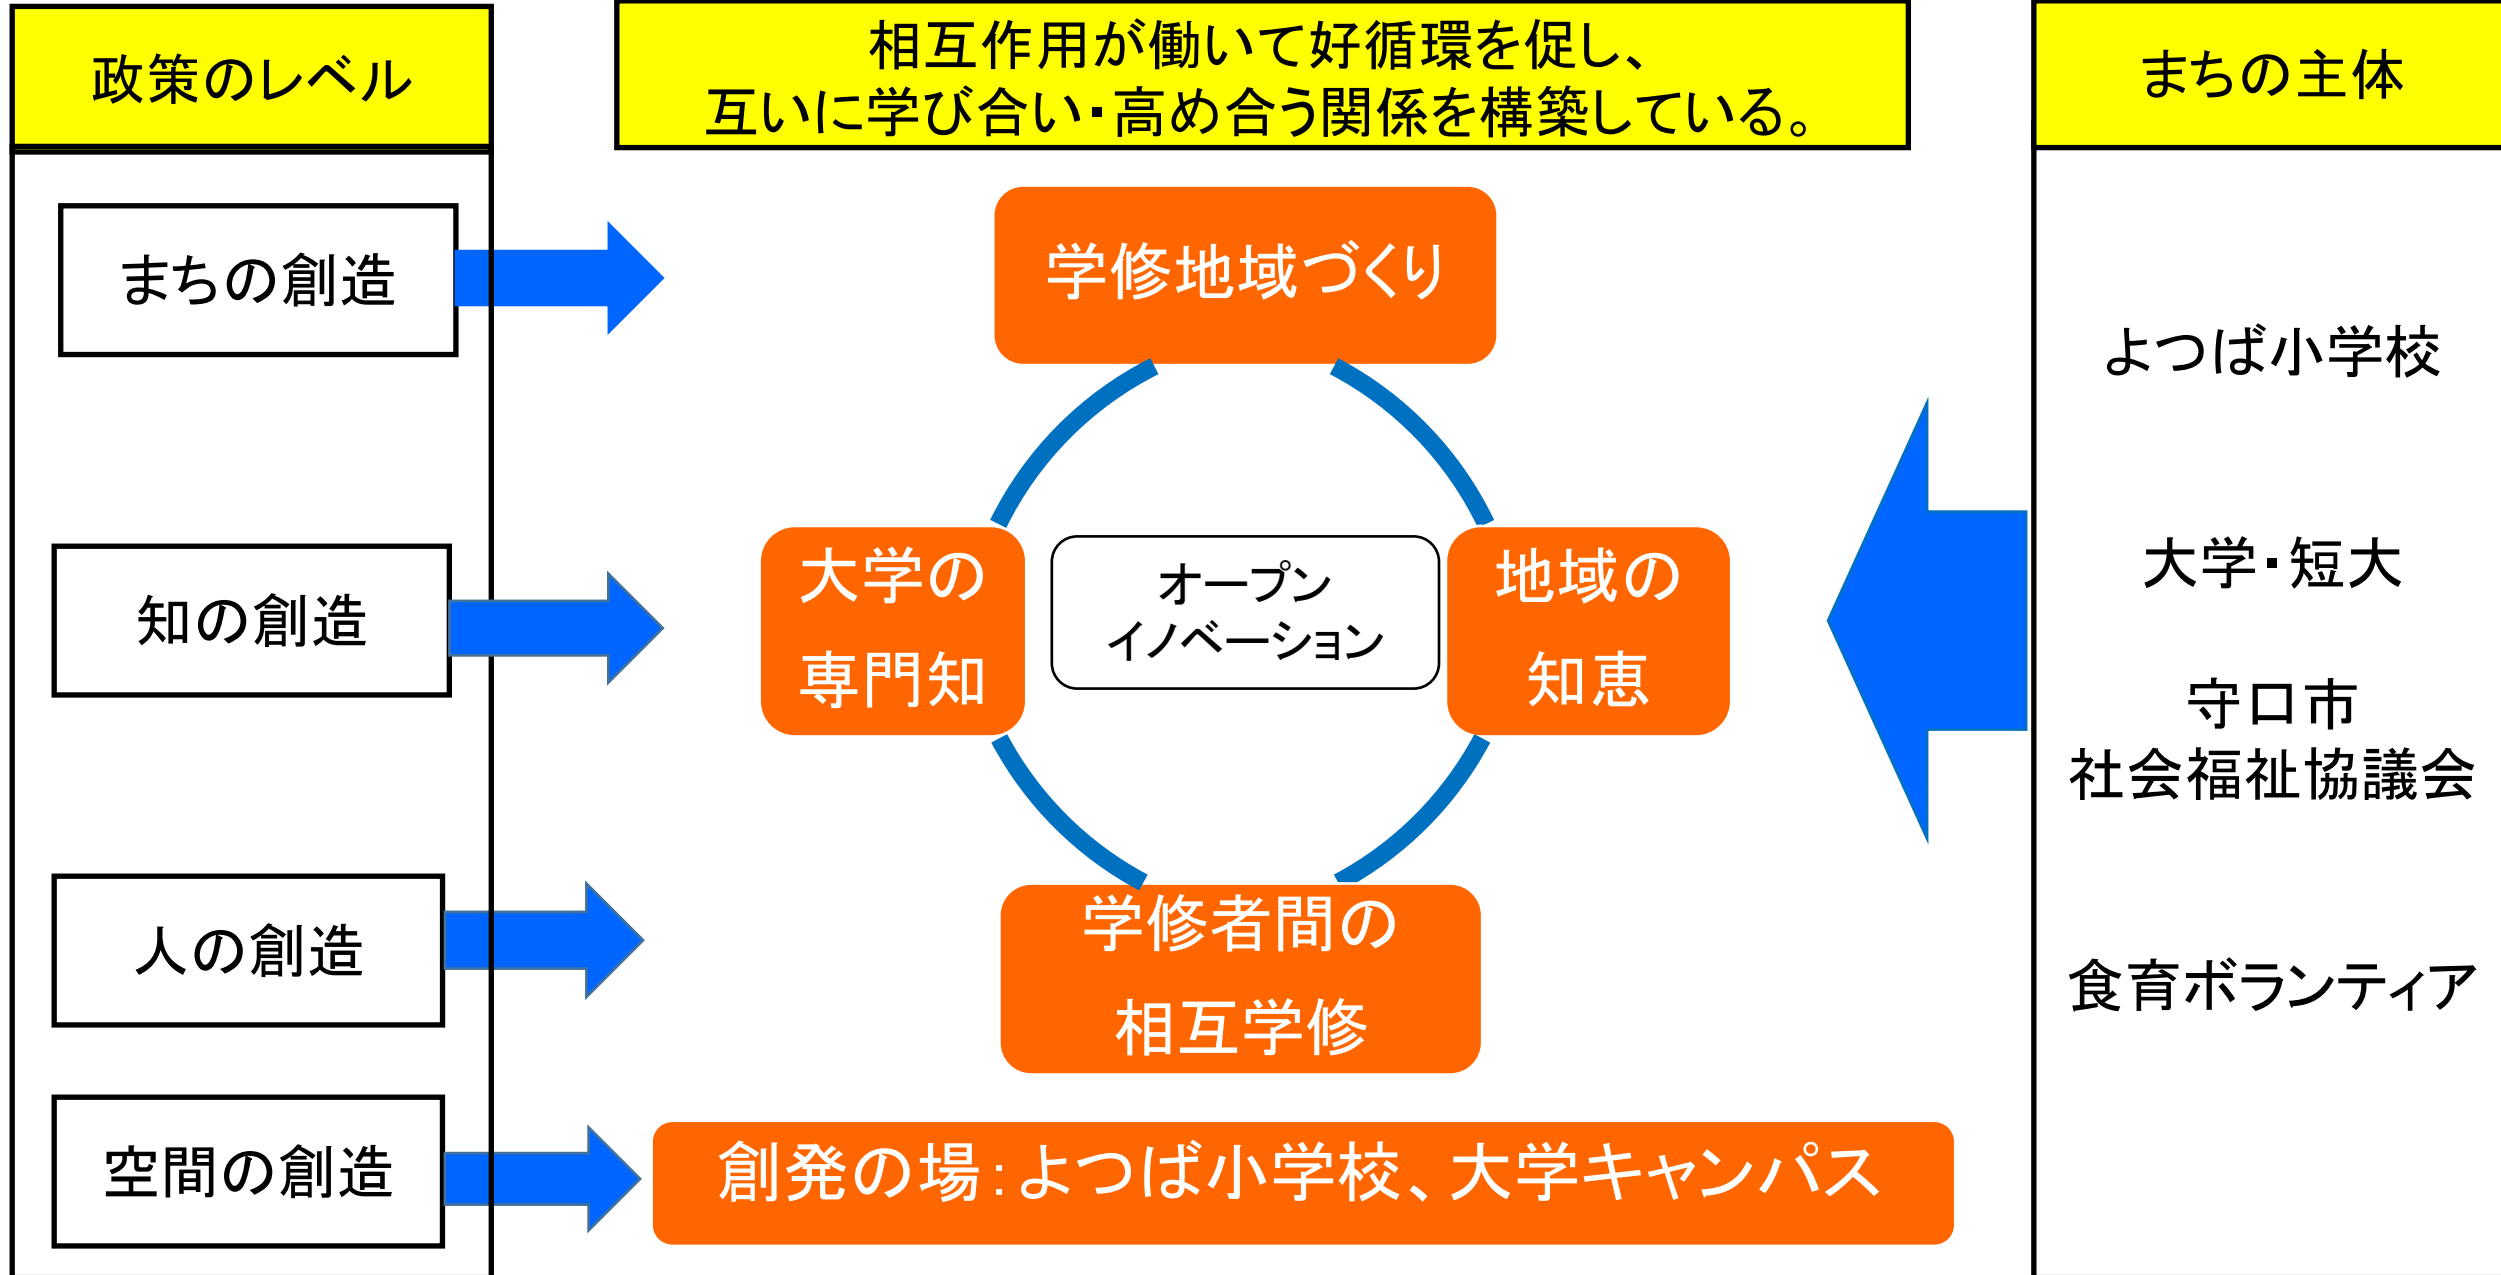 政策のレベル
相互作用がいてな循環を促し、
互いに学び合い・高め合う関係を構築している。
まちの主体
まちの創造
学修地域づくり
よつば小学校
知の創造
大学の
専門知
オープン
イノベーション
地域の
知恵
大学・忍大
守口市
社会福祉協議会
人の創造
学修者間の
相互学修
食育ボランティア
空間の創造
創発の場：よつば小学校、大学キャンパス